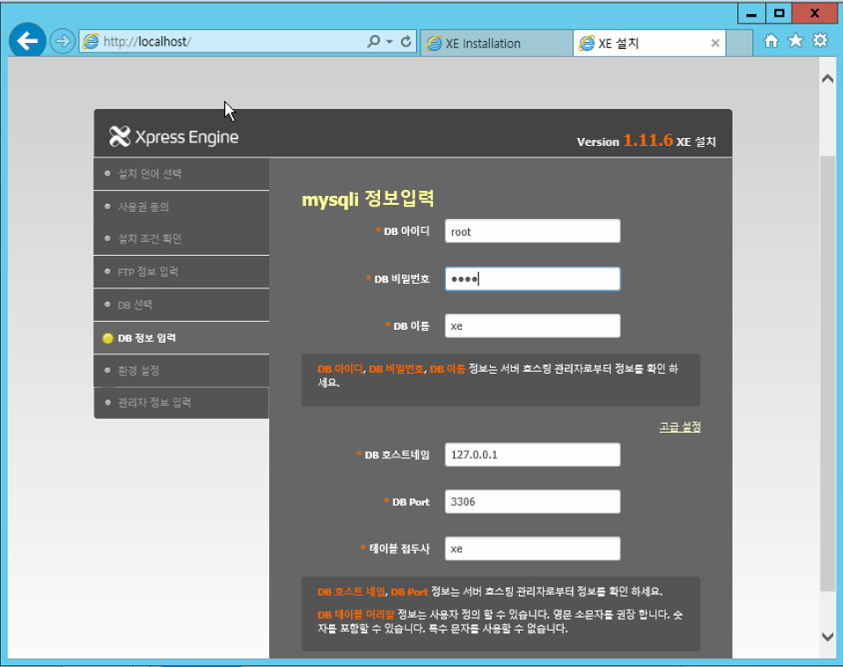 http://localhost/
XE Installation
XE 설치
Xpress Engine
Version 1.11.6 XE 설치
설치 언어 선택
사용권 동의
설치 조건 확인
FTP 정보 입력
DB 선택
DB 정보 입력
환경 설정
관리자 정보 입력
mysqli 정보입력
* DB 아이디 root
* DB 비밀번호 ••••
* DB 이름 xe
DB 아이디, DB 비밀번호, DB 이름 정보는 서버 호스팅 관리자로부터 정보를 확인 하
세요.
고급 설정
* DB 호스트네임 127.0.0.1
* DB Port 3306
* 테이블 접두사 xe
DB 호스트 네임, DB Port 정보는 서버 호스팅 관리자로부터 정보를 확인 하세요.
DB 테이블 머리말 정보는 사용자 정의 할 수 있습니다. 영문 소문자를 권장 합니다. 숫
자를 포함할 수 있습니다. 특수 문자를 사용할 수 없습니다.